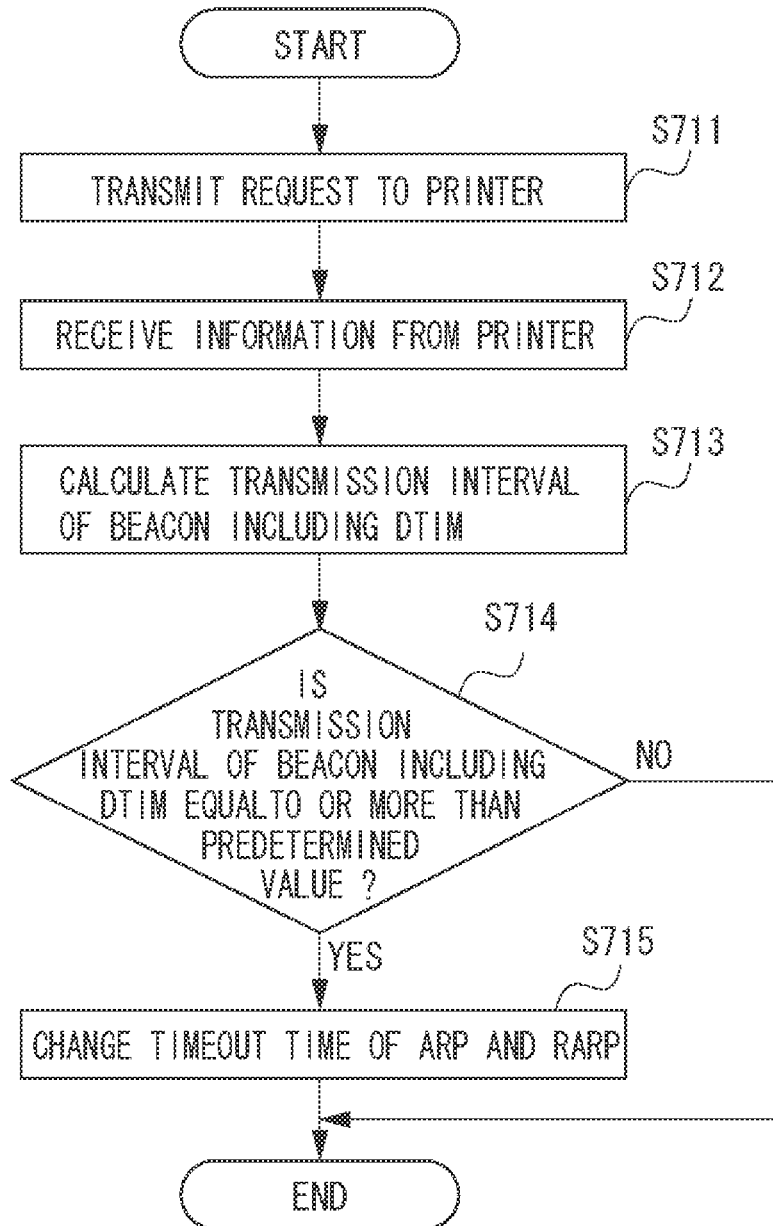 START
S711
TRANSMIT REQUEST TO PRINTER
S712
RECEIVE INFORMATION FROM PRINTER
S713
CALCULATE TRANSMISSION INTERVAL
OF BEACON INCLUDING DTIM
S714
IS
TRANSMISSION
INTERVAL OF BEACON INCLUDING
DTIM EQUALTO OR MORE THAN
PREDETERMINED
VALUE ?
NO
YES
S715
CHANGE TIMEOUT TIME OF ARP AND RARP
END